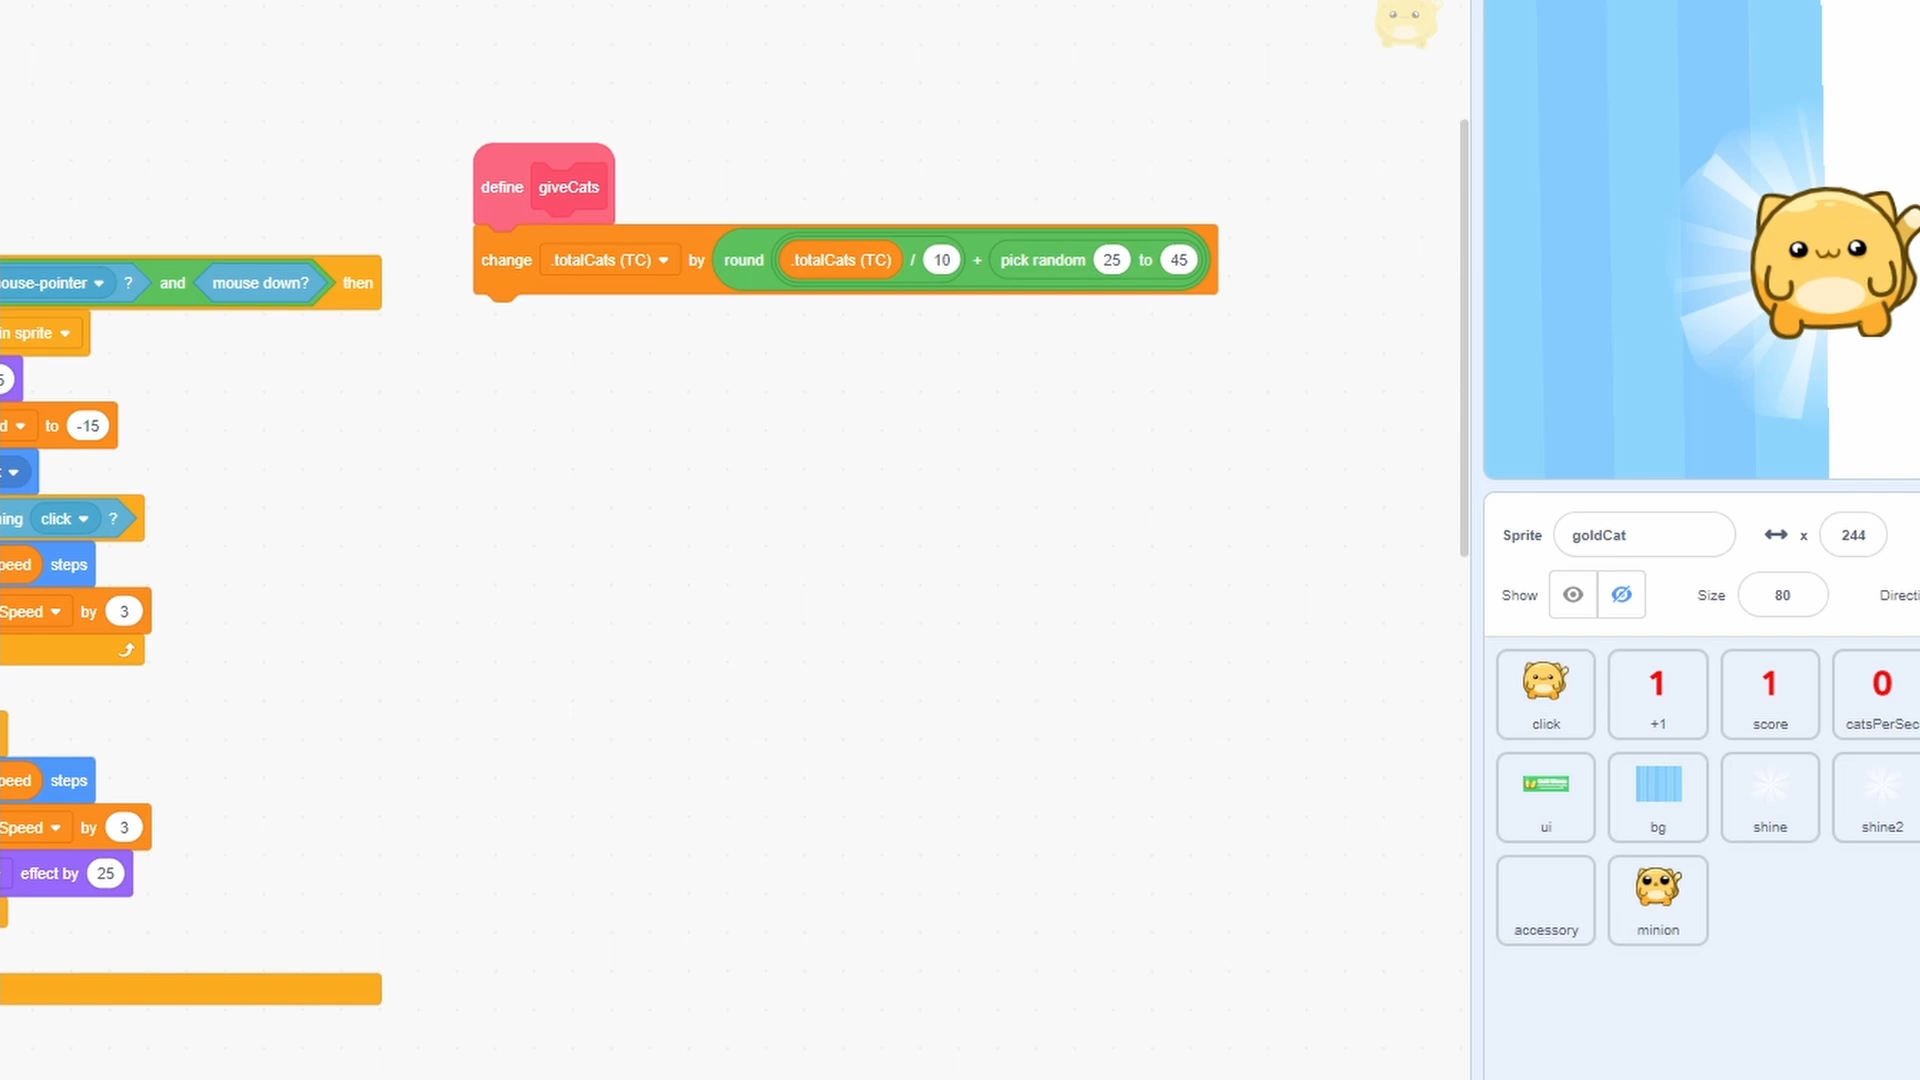 define giveCats
change .totalCats (TC) by round .totalCats (TC) / 10 + pick random 25 to 45
ouse-pointer ? and mouse down? then
in sprite
5
d to -15
click ?
peed steps
Speed by 3
peed steps
Speed by 3
effect by 25
Sprite goldCat x 244
Show Size 80 Directi
1 1 0
click +1 score catsPerSec
ui bg shine shine2
accessory minion